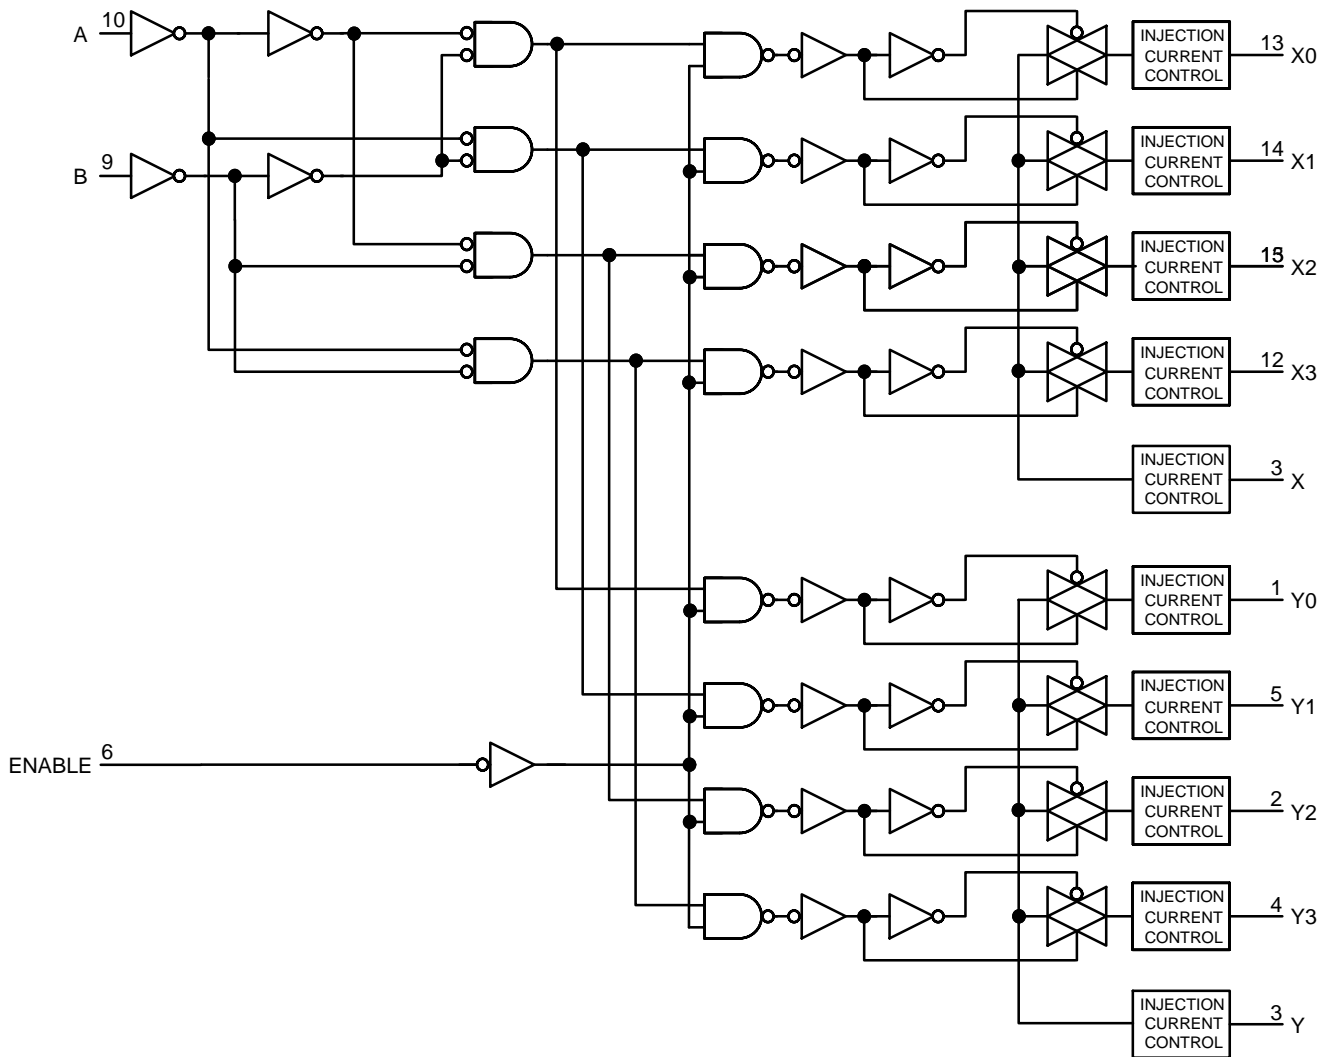 A 10
INJECTION
CURRENT
CONTROL
13 X0
B 9
INJECTION
CURRENT
CONTROL
14 X1
INJECTION
CURRENT
CONTROL
X2
INJECTION
CURRENT
CONTROL
12 X3
INJECTION
CURRENT
CONTROL
3 X
INJECTION
CURRENT
CONTROL
1 Y0
INJECTION
CURRENT
CONTROL
5 Y1
ENABLE 6
INJECTION
CURRENT
CONTROL
2 Y2
INJECTION
CURRENT
CONTROL
4 Y3
INJECTION
CURRENT
CONTROL
3 Y